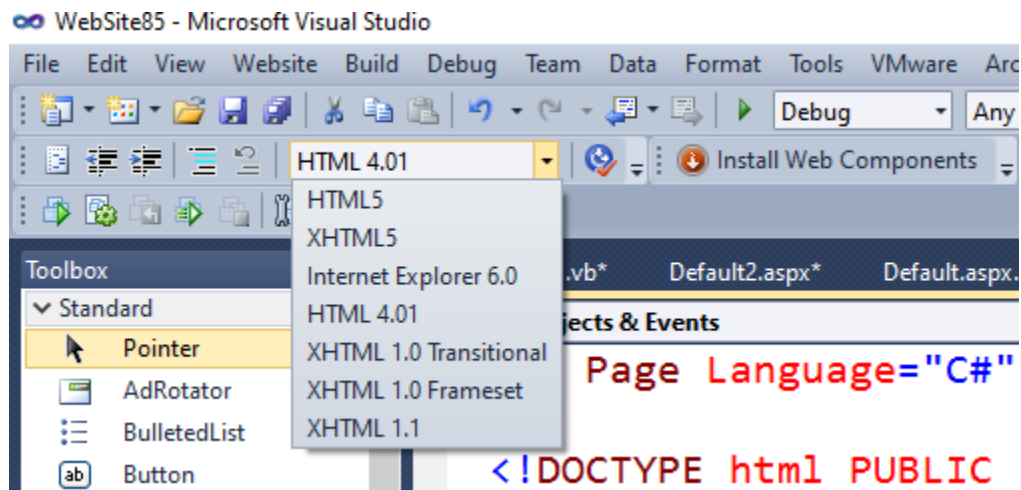 WebSite85 - Microsoft Visual Studio
File Edit View Website Build Debug Team Data Format Tools VMware Arc
Debug Any
HTML 4.01 Install Web Components
HTML5
XHTML5
Internet Explorer 6.0
HTML 4.01
XHTML 1.0 Transitional
XHTML 1.0 Frameset
XHTML 1.1
Toolbox .vb* Default2.aspx* Default.aspx.
Standard jects & Events
Pointer Page Language="C#"
AdRotator
BulletedList
ab Button <!DOCTYPE html PUBLIC